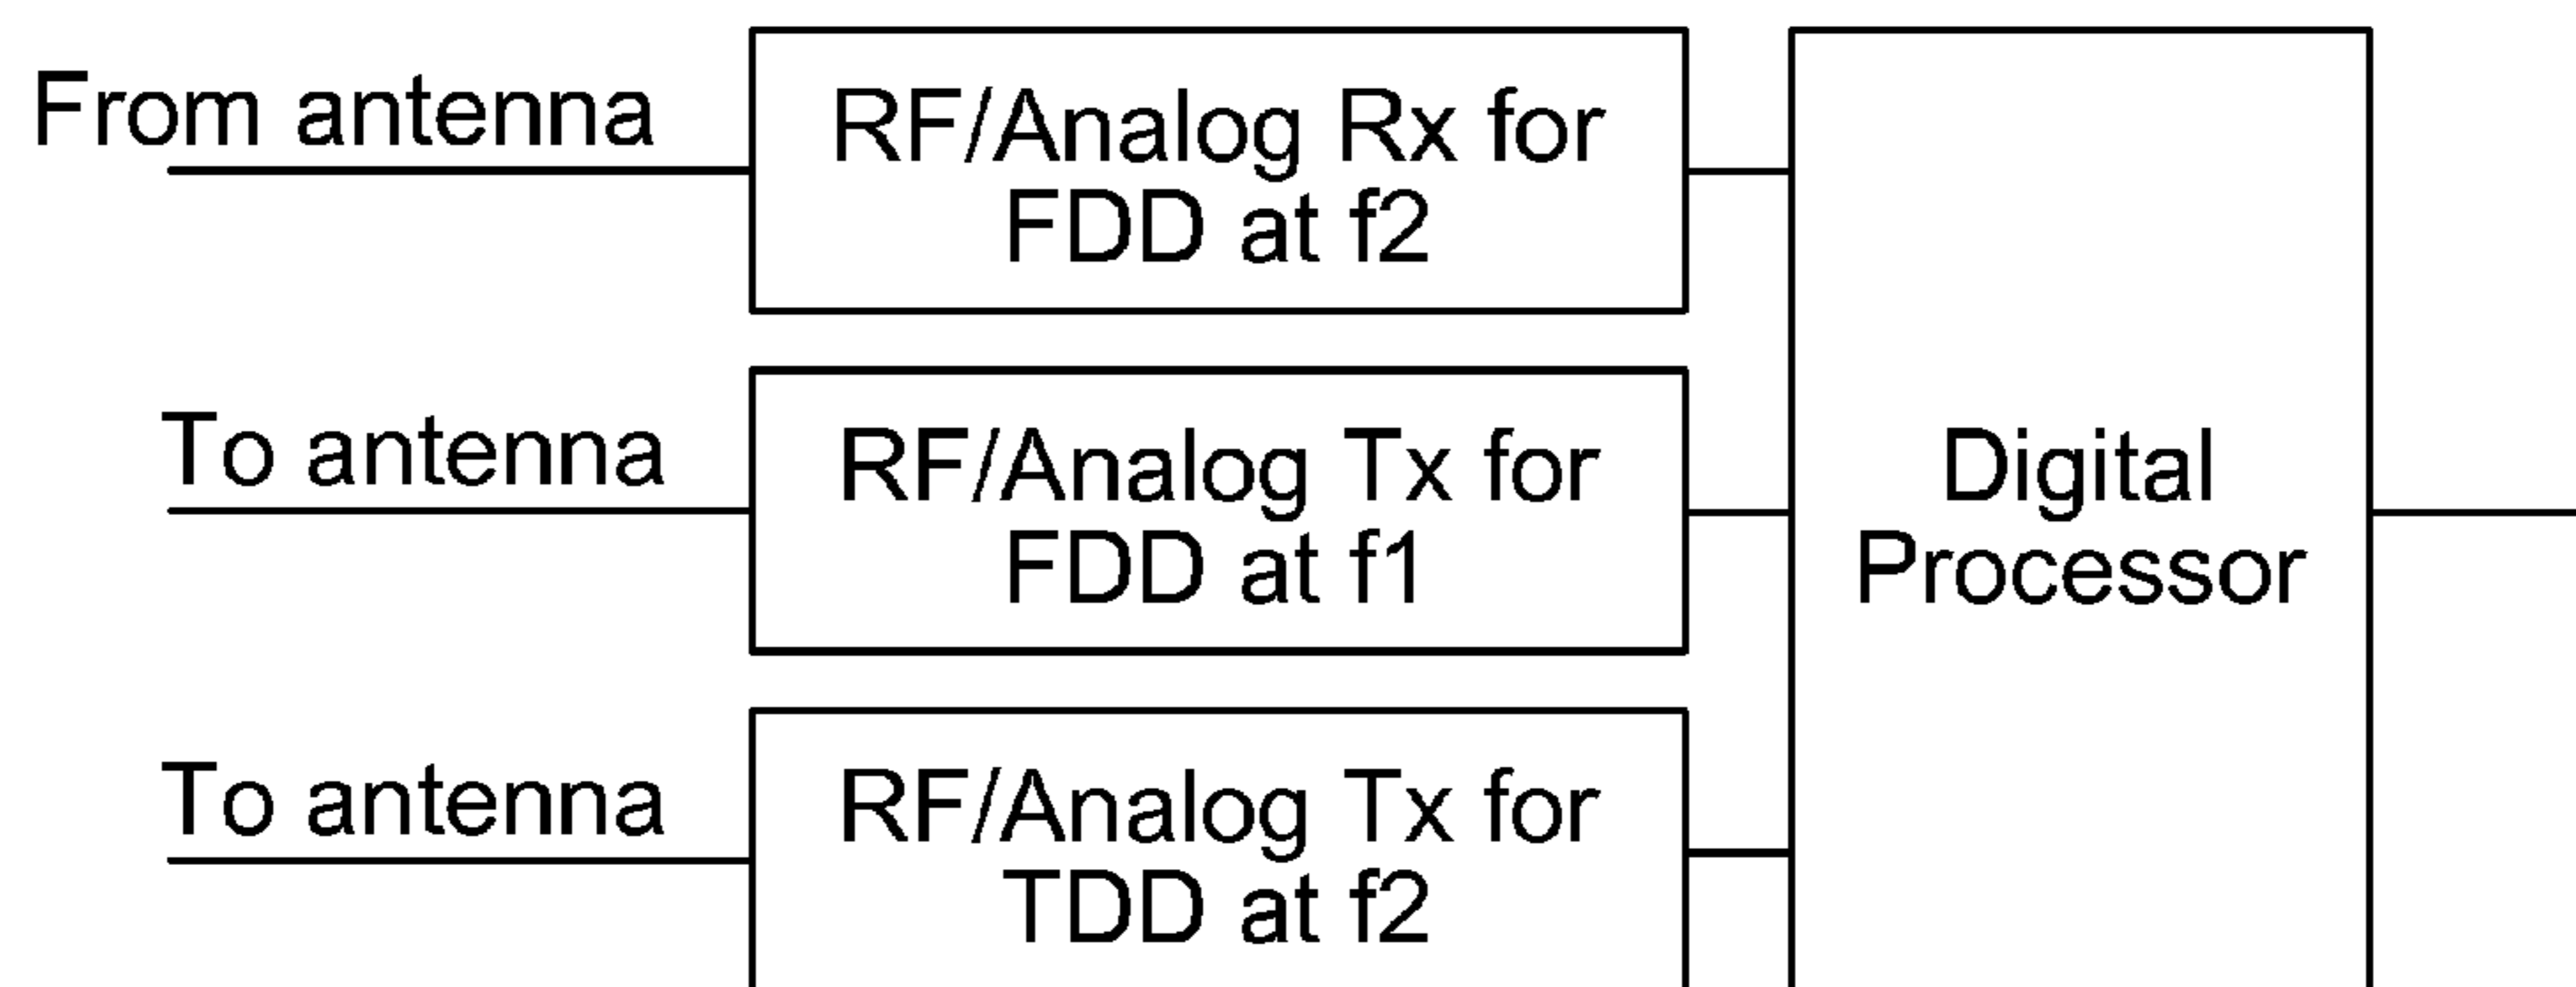 From antenna
RF/Analog Rx for
FDD at f2
To antenna
RF/Analog Tx for
FDD at f1
Digital
Processor
To antenna
RF/Analog Tx for
TDD at f2